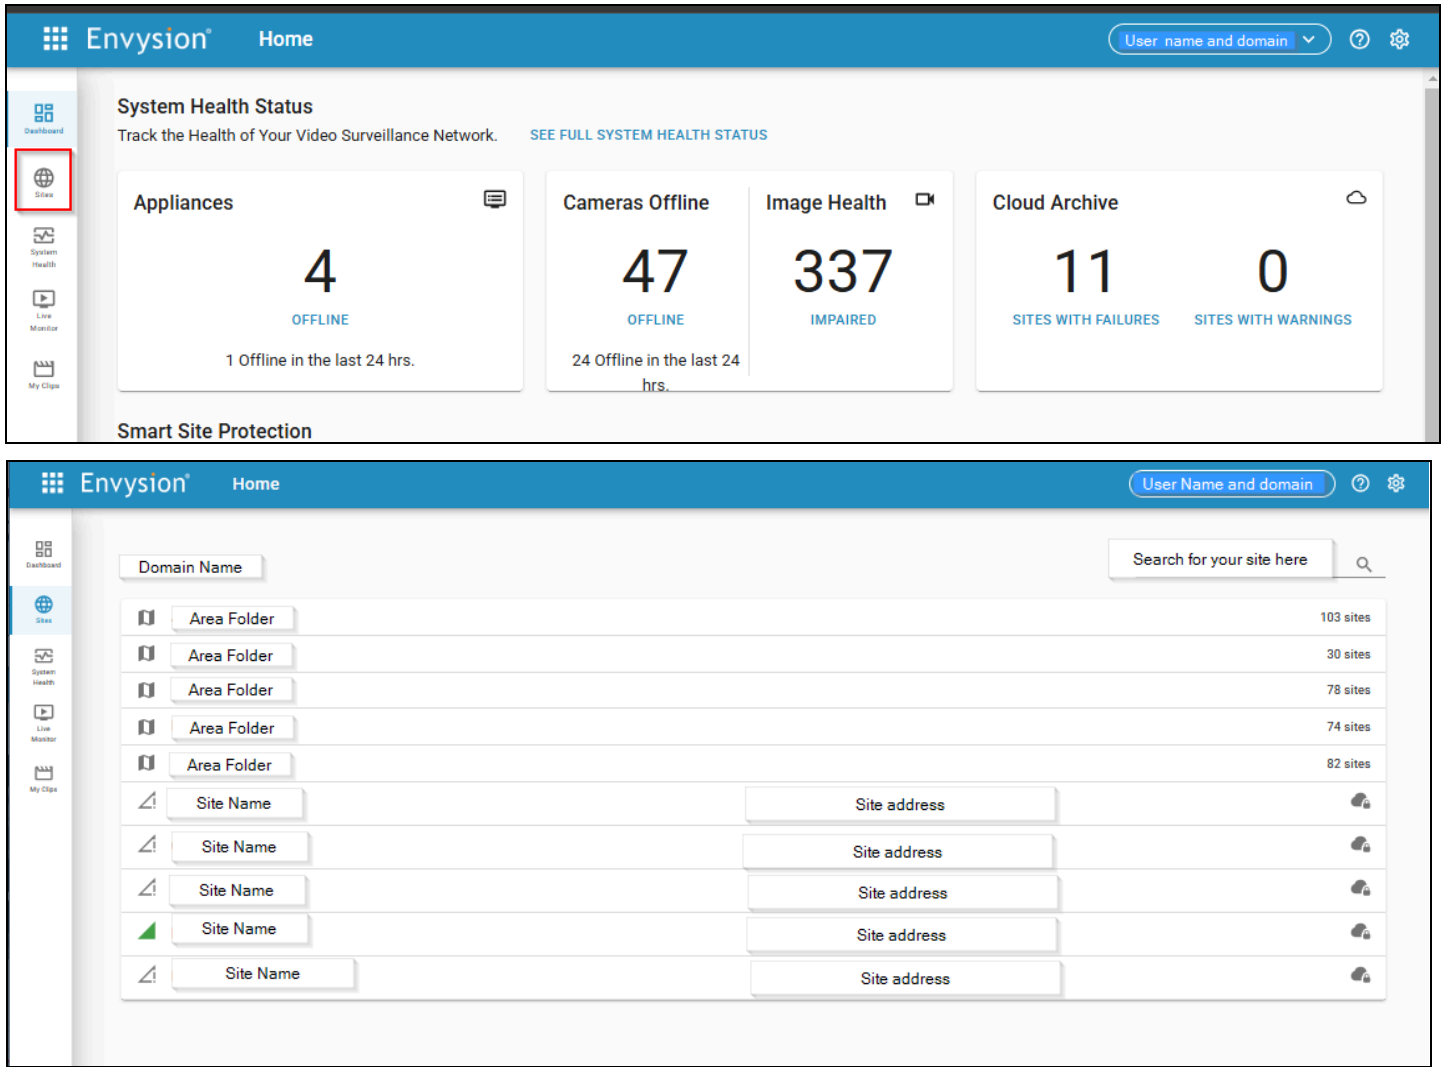 Envysion® Home User name and domain
System Health Status
Track the Health of Your Video Surveillance Network. SEE FULL SYSTEM HEALTH STATUS
Dashboard
Sites
System
Health
Live
Monitor
My Clips
Appliances
4
OFFLINE
1 Offline in the last 24 hrs.
Cameras Offline
47
OFFLINE
24 Offline in the last 24
hrs.
Image Health
337
IMPAIRED
Cloud Archive
11 0
SITES WITH FAILURES SITES WITH WARNINGS
Smart Site Protection
Envysion® Home User Name and domain
Dashboard
Sites
System
Health
Live
Monitor
My Clips
Domain Name Search for your site here
Area Folder 103 sites
Area Folder 30 sites
Area Folder 78 sites
Area Folder 74 sites
Area Folder 82 sites
Site Name Site address
Site Name Site address
Site Name Site address
Site Name Site address
Site Name Site address